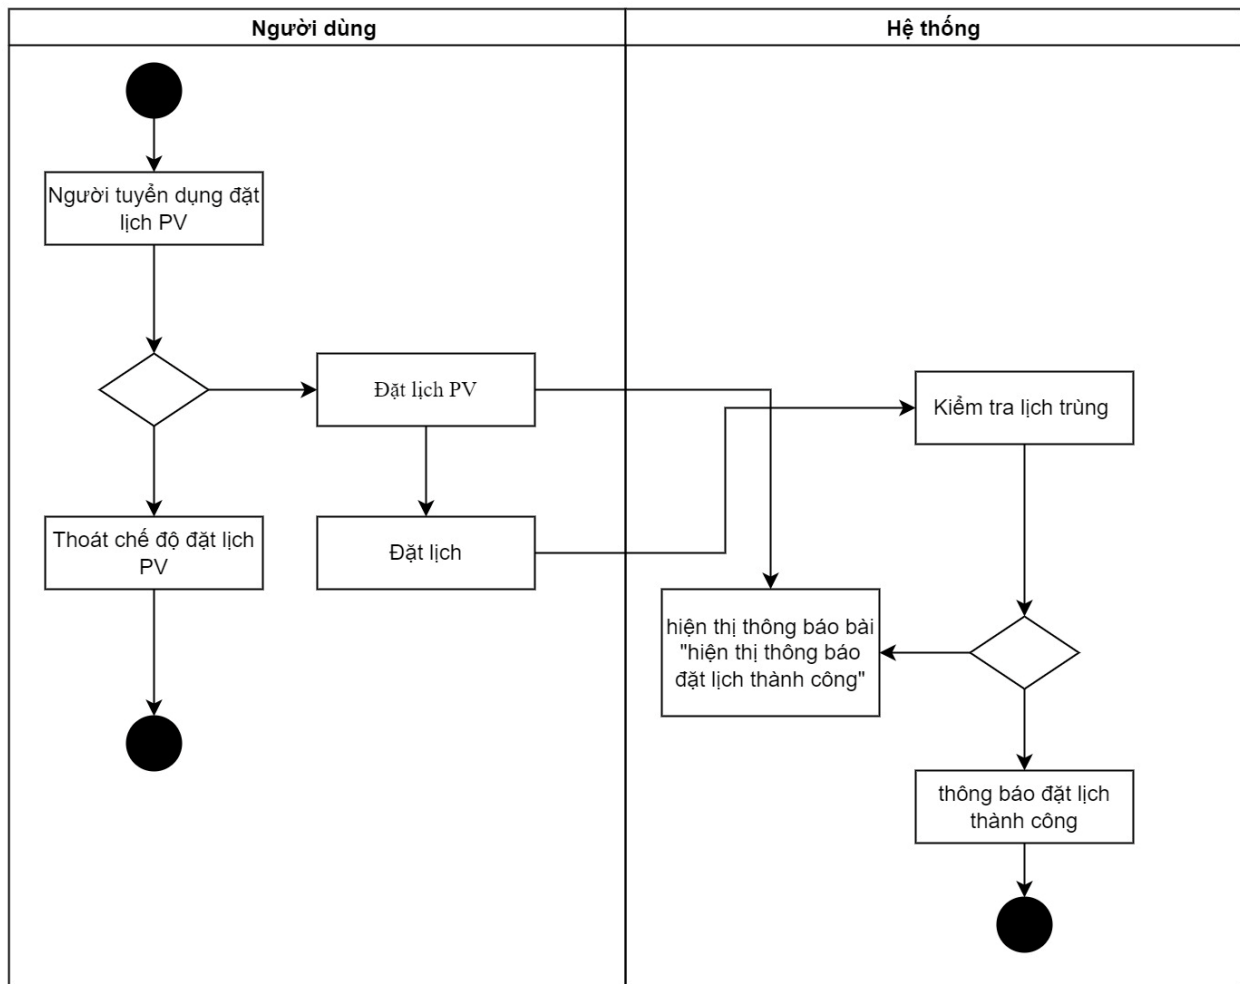 Người dùng
Hệ thống
Người tuyển dụng đặt
lịch PV
Đặt lịch PV
Kiểm tra lịch trùng
Thoát chế độ đặt lịch
PV
Đặt lịch
hiện thị thông báo bài
"hiện thị thông báo
đặt lịch thành công"
thông báo đặt lịch
thành công